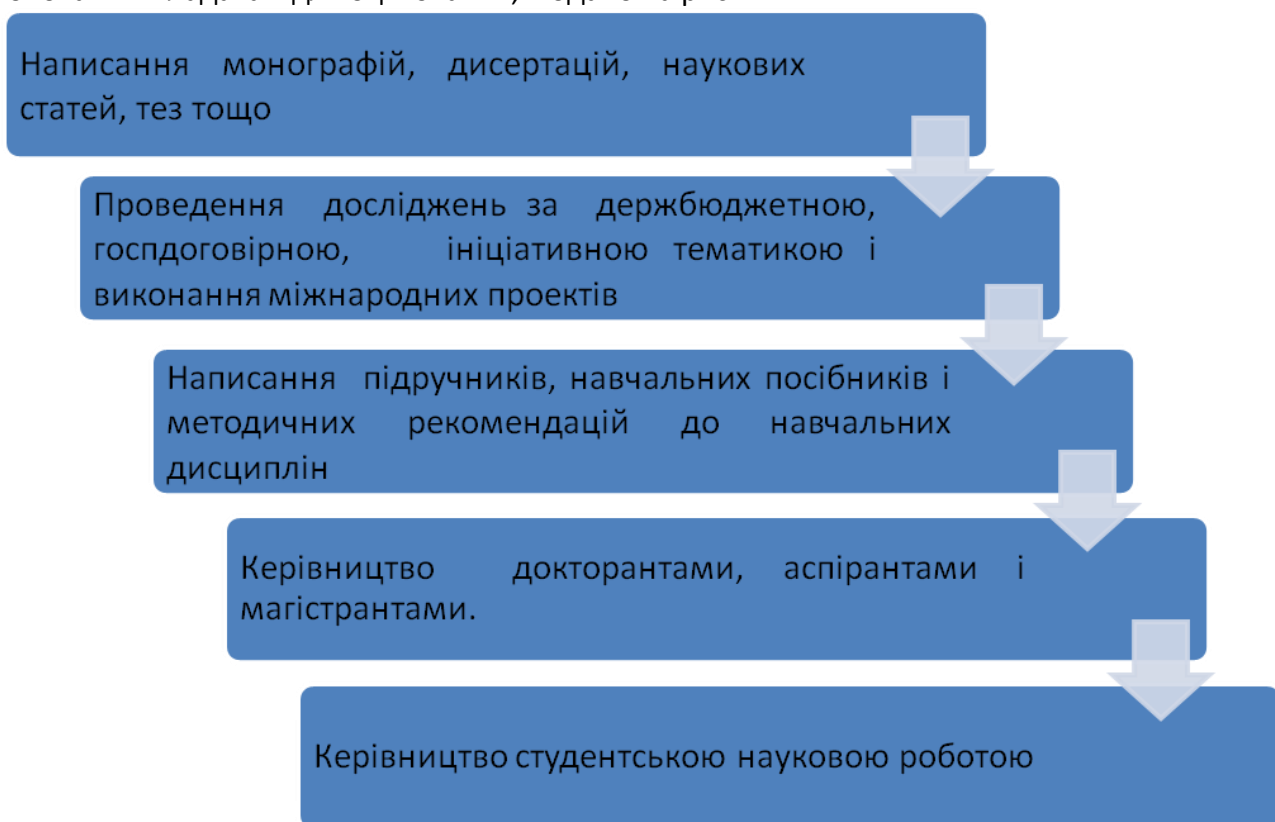 Написання монографій, дисертацій, наукових
статей, тез тощо
Проведення досліджень за держбюджетною,
госпдоговірною, ініціативною тематикою і
виконання міжнародних проектів
Написання підручників, навчальних посібників і
методичних рекомендацій до навчальних
дисциплін
Керівництво докторантами, аспірантами і
магістрантами.
Керівництво студентською науковою роботою